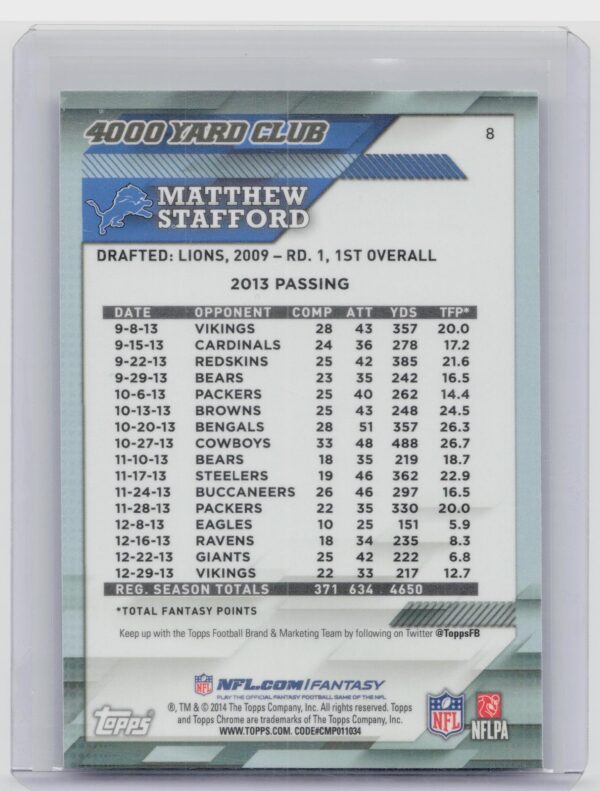 4000 YARD CLUB
8
MATTHEW
STAFFORD
DRAFTED: LIONS, 2009 – RD. 1, 1ST OVERALL
2013 PASSING
DATE OPPONENT COMP ATT YDS TFP*
9-8-13 VIKINGS 28 43 357 20.0
9-15-13 CARDINALS 24 36 278 17.2
9-22-13 REDSKINS 25 42 385 21.6
9-29-13 BEARS 23 35 242 16.5
10-6-13 PACKERS 25 40 262 14.4
10-13-13 BROWNS 25 43 248 24.5
10-20-13 BENGALS 28 51 357 26.3
10-27-13 COWBOYS 33 48 488 26.7
11-10-13 BEARS 18 35 219 18.7
11-17-13 STEELERS 19 46 362 22.9
11-24-13 BUCCANEERS 26 46 297 16.5
11-28-13 PACKERS 22 35 330 20.0
12-8-13 EAGLES 10 25 151 5.9
12-16-13 RAVENS 18 34 235 8.3
12-22-13 GIANTS 25 42 222 6.8
12-29-13 VIKINGS 22 33 217 12.7
REG. SEASON TOTALS 371 634 4650
*TOTAL FANTASY POINTS
Keep up with the Topps Football Brand & Marketing Team by following on Twitter @ToppsFB
NFL NFL.COM/FANTASY
PLAY THE OFFICIAL FANTASY FOOTBALL GAME OF THE NFL
®, TM & © 2014 The Topps Company, Inc. All rights reserved. Topps
and Topps Chrome are trademarks of The Topps Company, Inc.
WWW.TOPPS.COM. CODE#CMP011034
Topps
NFL
NFLPA